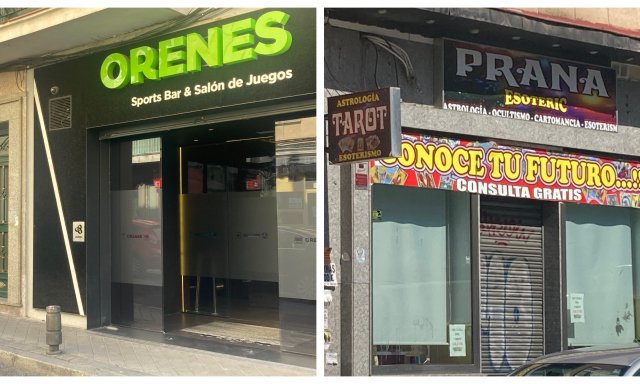 ORENES
Sports Bar & Salón de Juegos
PRANA
ESOTERIC
ASTROLOGÍA - OCULTISMO - CARTOMANCIA - ESOTERISM
ASTROLOGÍA
TAROT
ESOTERISMO
CONOCE TU FUTURO...!!
CONSULTA GRATIS